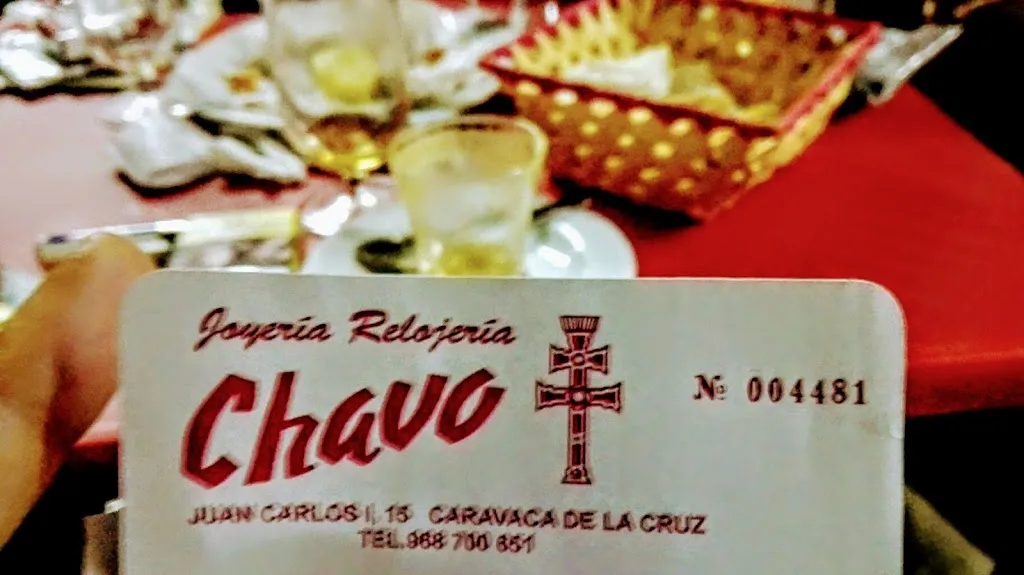 Joyería Relojería
Chavo
Nº 004481
JUAN CARLOS I, 15 CARAVACA DE LA CRUZ
TEL. 968 700 651